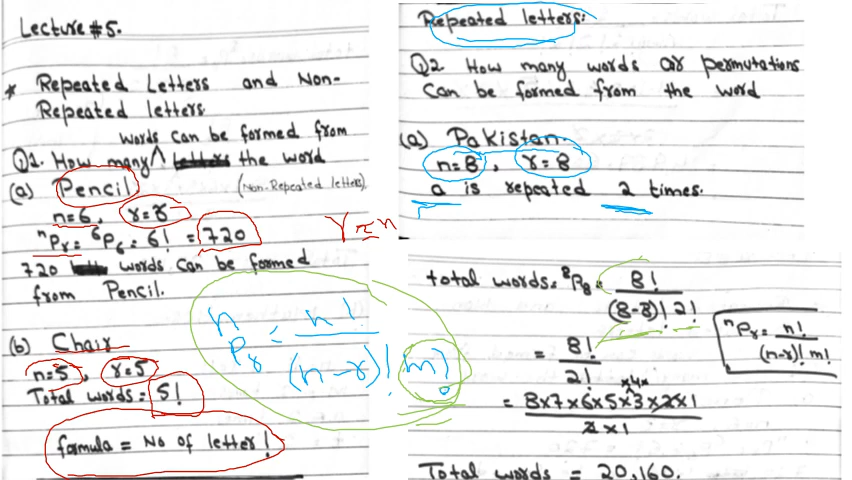 Lecture #5.
* Repeated Letters and Non-
Repeated letters
words can be formed from
Q1. How many ^ the word
(a) Pencil (Non-Repeated letters)
n=6, r=6
ⁿPᵣ = ⁶P₆ = 6! = 720
720 words can be formed
from Pencil.
(b) Chair
n=5, r=5
Total words = 5!
formula = No of letter!
r = n
ⁿPᵣ = n! / (n-r)! m!
Repeated letters:
Q2 How many words or permutations
Can be formed from the word
(a) Pakistan.
n=8, r=8
a is repeated 2 times.
total words = ⁸P₈ = 8! / (8-8)! 2!
= 8! / 2!
×4×
= 8×7×6×5×3×2×1 / 2×1
Total words = 20,160.
ⁿPᵣ = n! / (n-r)! m!